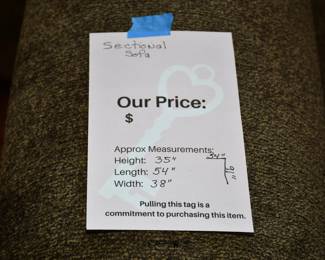 Sectional
Sofa
Our Price:
$
Approx Measurements:
Height: 35"
Length: 54"
Width: 38"
34"
Pulling this tag is a
commitment to purchasing this item.